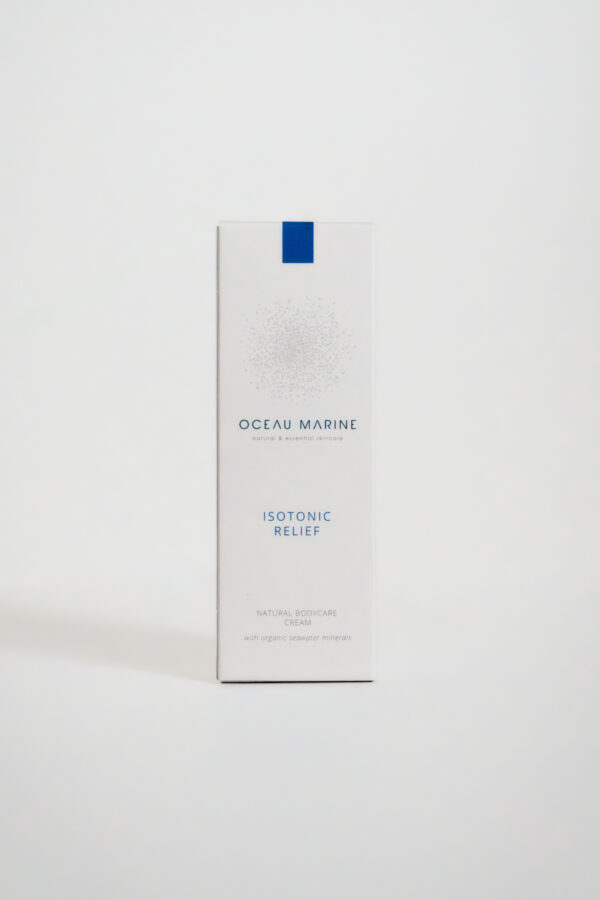 OCEAU MARINE
natural & essential skincare
ISOTONIC
RELIEF
NATURAL BODYCARE
CREAM
with organic seawater minerals